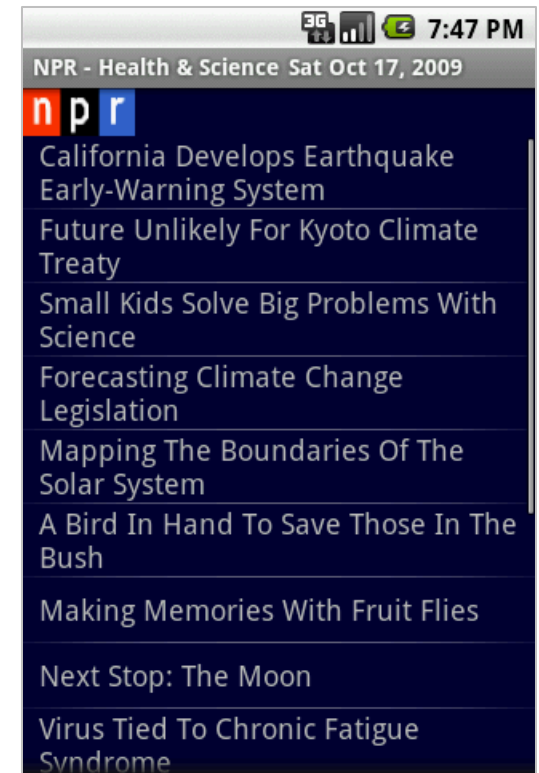 3G 7:47 PM
NPR - Health & Science Sat Oct 17, 2009
npr
California Develops Earthquake
Early-Warning System
Future Unlikely For Kyoto Climate
Treaty
Small Kids Solve Big Problems With
Science
Forecasting Climate Change
Legislation
Mapping The Boundaries Of The
Solar System
A Bird In Hand To Save Those In The
Bush
Making Memories With Fruit Flies
Next Stop: The Moon
Virus Tied To Chronic Fatigue
Syndrome